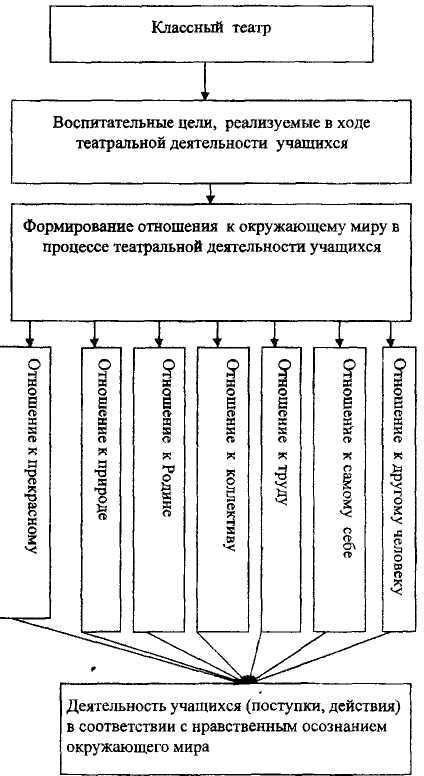 Классный театр
Воспитательные цели, реализуемые в ходе
театральной деятельности учащихся
Формирование отношения к окружающему миру в
процессе театральной деятельности учащихся
Отношение к прекрасному
Отношение к природе
Отношение к Родине
Отношение к коллективу
Отношение к труду
Отношение к самому себе
Отношение к другому человеку
Деятельность учащихся (поступки, действия)
в соответствии с нравственным осознанием
окружающего мира